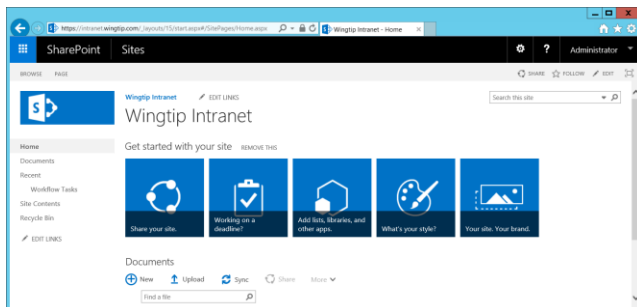 https://intranet.wingtip.com/_layouts/15/start.aspx#/SitePages/Home.aspx
Wingtip Intranet - Home
SharePoint Sites
? Administrator
BROWSE PAGE
SHARE FOLLOW EDIT
S
Wingtip Intranet EDIT LINKS
Search this site
Wingtip Intranet
Get started with your site REMOVE THIS
Home
Documents
Recent
Workflow Tasks
Site Contents
Recycle Bin
EDIT LINKS
Share your site.
Working on a
deadline?
Add lists, libraries, and
other apps.
What's your style?
Your site. Your brand.
Documents
New Upload Sync Share More
Find a file